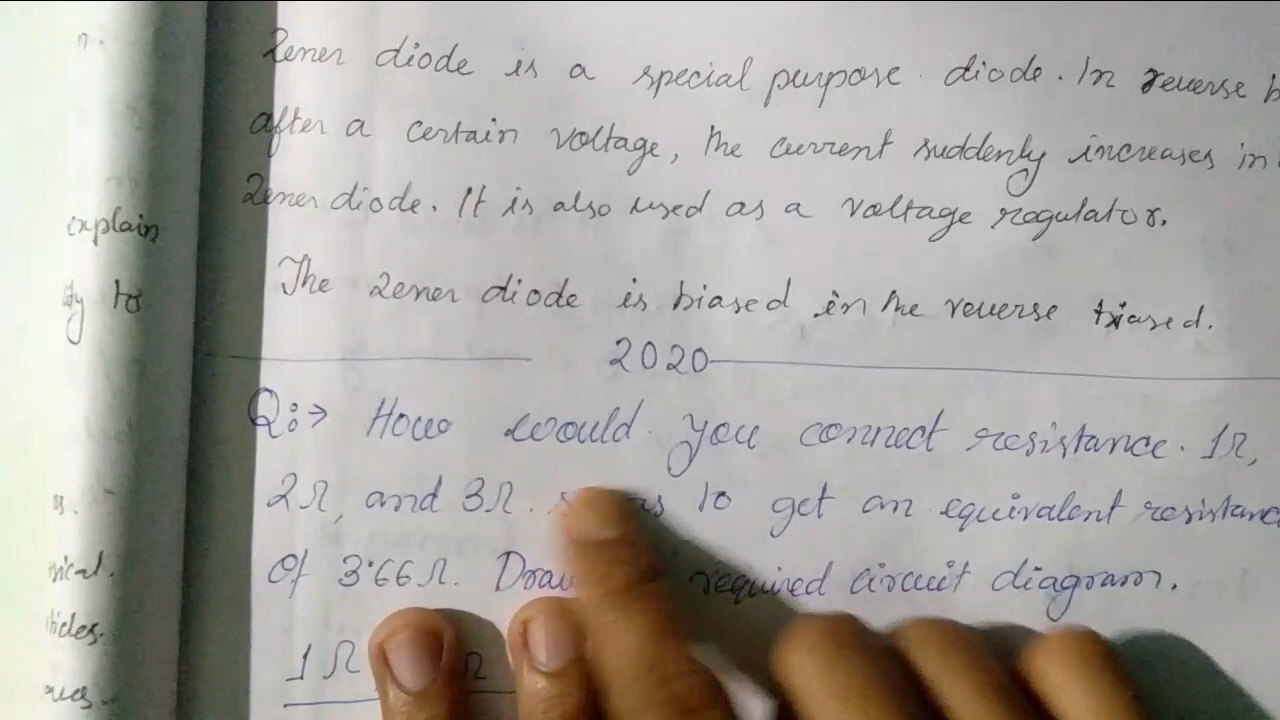 n.
Zener diode is a special purpose diode. In reverse b
after a certain voltage, the current suddenly increases in
Zener diode. It is also used as a voltage regulator.
explain
to
The Zener diode is biased in the reverse biased.
2020
Q:→ How would you connect resistance. 1Ω,
2Ω, and 3Ω. to get an equivalent resistanc
Of 3.66Ω. Draw required circuit diagram.
1Ω Ω